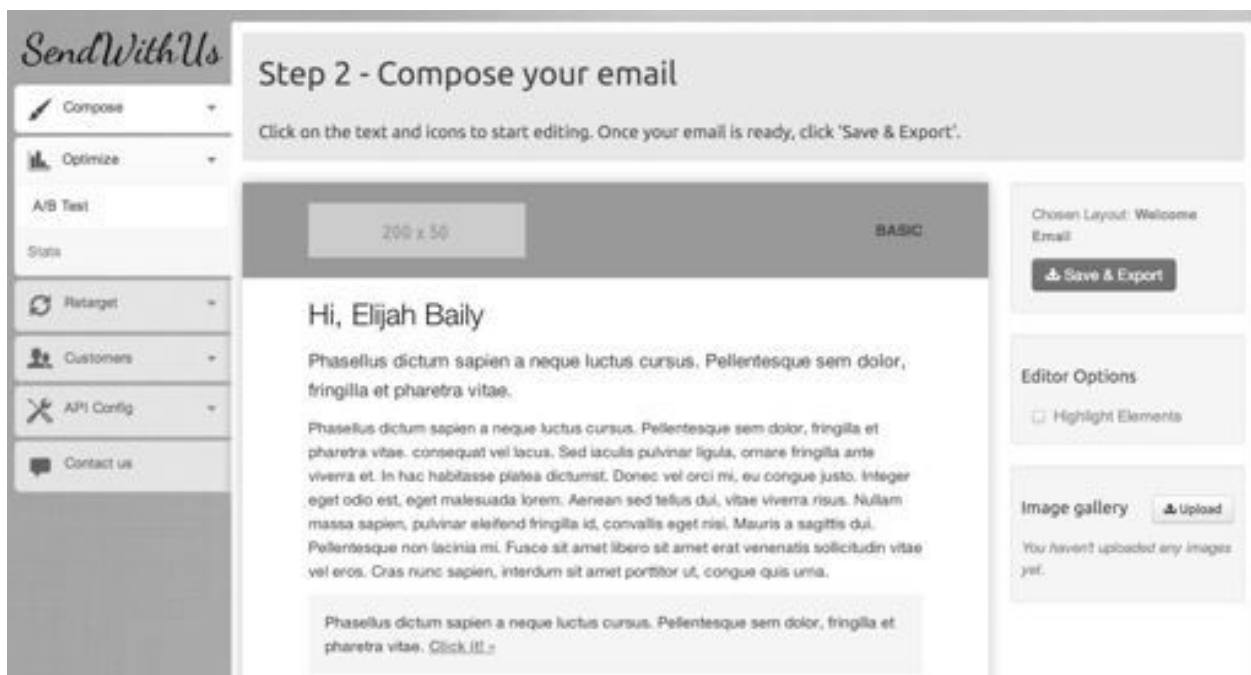 SendWithUs
Compose
Optimize
A/B Test
Stats
Retarget
Customers
API Config
Contact us
Step 2 - Compose your email
Click on the text and icons to start editing. Once your email is ready, click 'Save & Export'.
200 x 50
BASIC
Hi, Elijah Baily
Phasellus dictum sapien a neque luctus cursus. Pellentesque sem dolor,
fringilla et pharetra vitae.
Phasellus dictum sapien a neque luctus cursus. Pellentesque sem dolor, fringilla et
pharetra vitae. consequat vel lacus. Sed iaculis pulvinar ligula, ornare fringilla ante
viverra et. In hac habitasse platea dictumst. Donec vel orci mi, eu congue justo. Integer
eget odio est, eget malesuada lorem. Aenean sed tellus dui, vitae viverra risus. Nullam
massa sapien, pulvinar eleifend fringilla id, convallis eget nisi. Mauris a sagittis dui.
Pellentesque non lacinia mi. Fusce sit amet libero sit amet erat venenatis sollicitudin vitae
vel eros. Cras nunc sapien, interdum sit amet porttitor ut, congue quis urna.
Phasellus dictum sapien a neque luctus cursus. Pellentesque sem dolor, fringilla et
pharetra vitae. Click it! »
Chosen Layout: Welcome
Email
Save & Export
Editor Options
Highlight Elements
Image gallery
Upload
You haven't uploaded any images
yet.